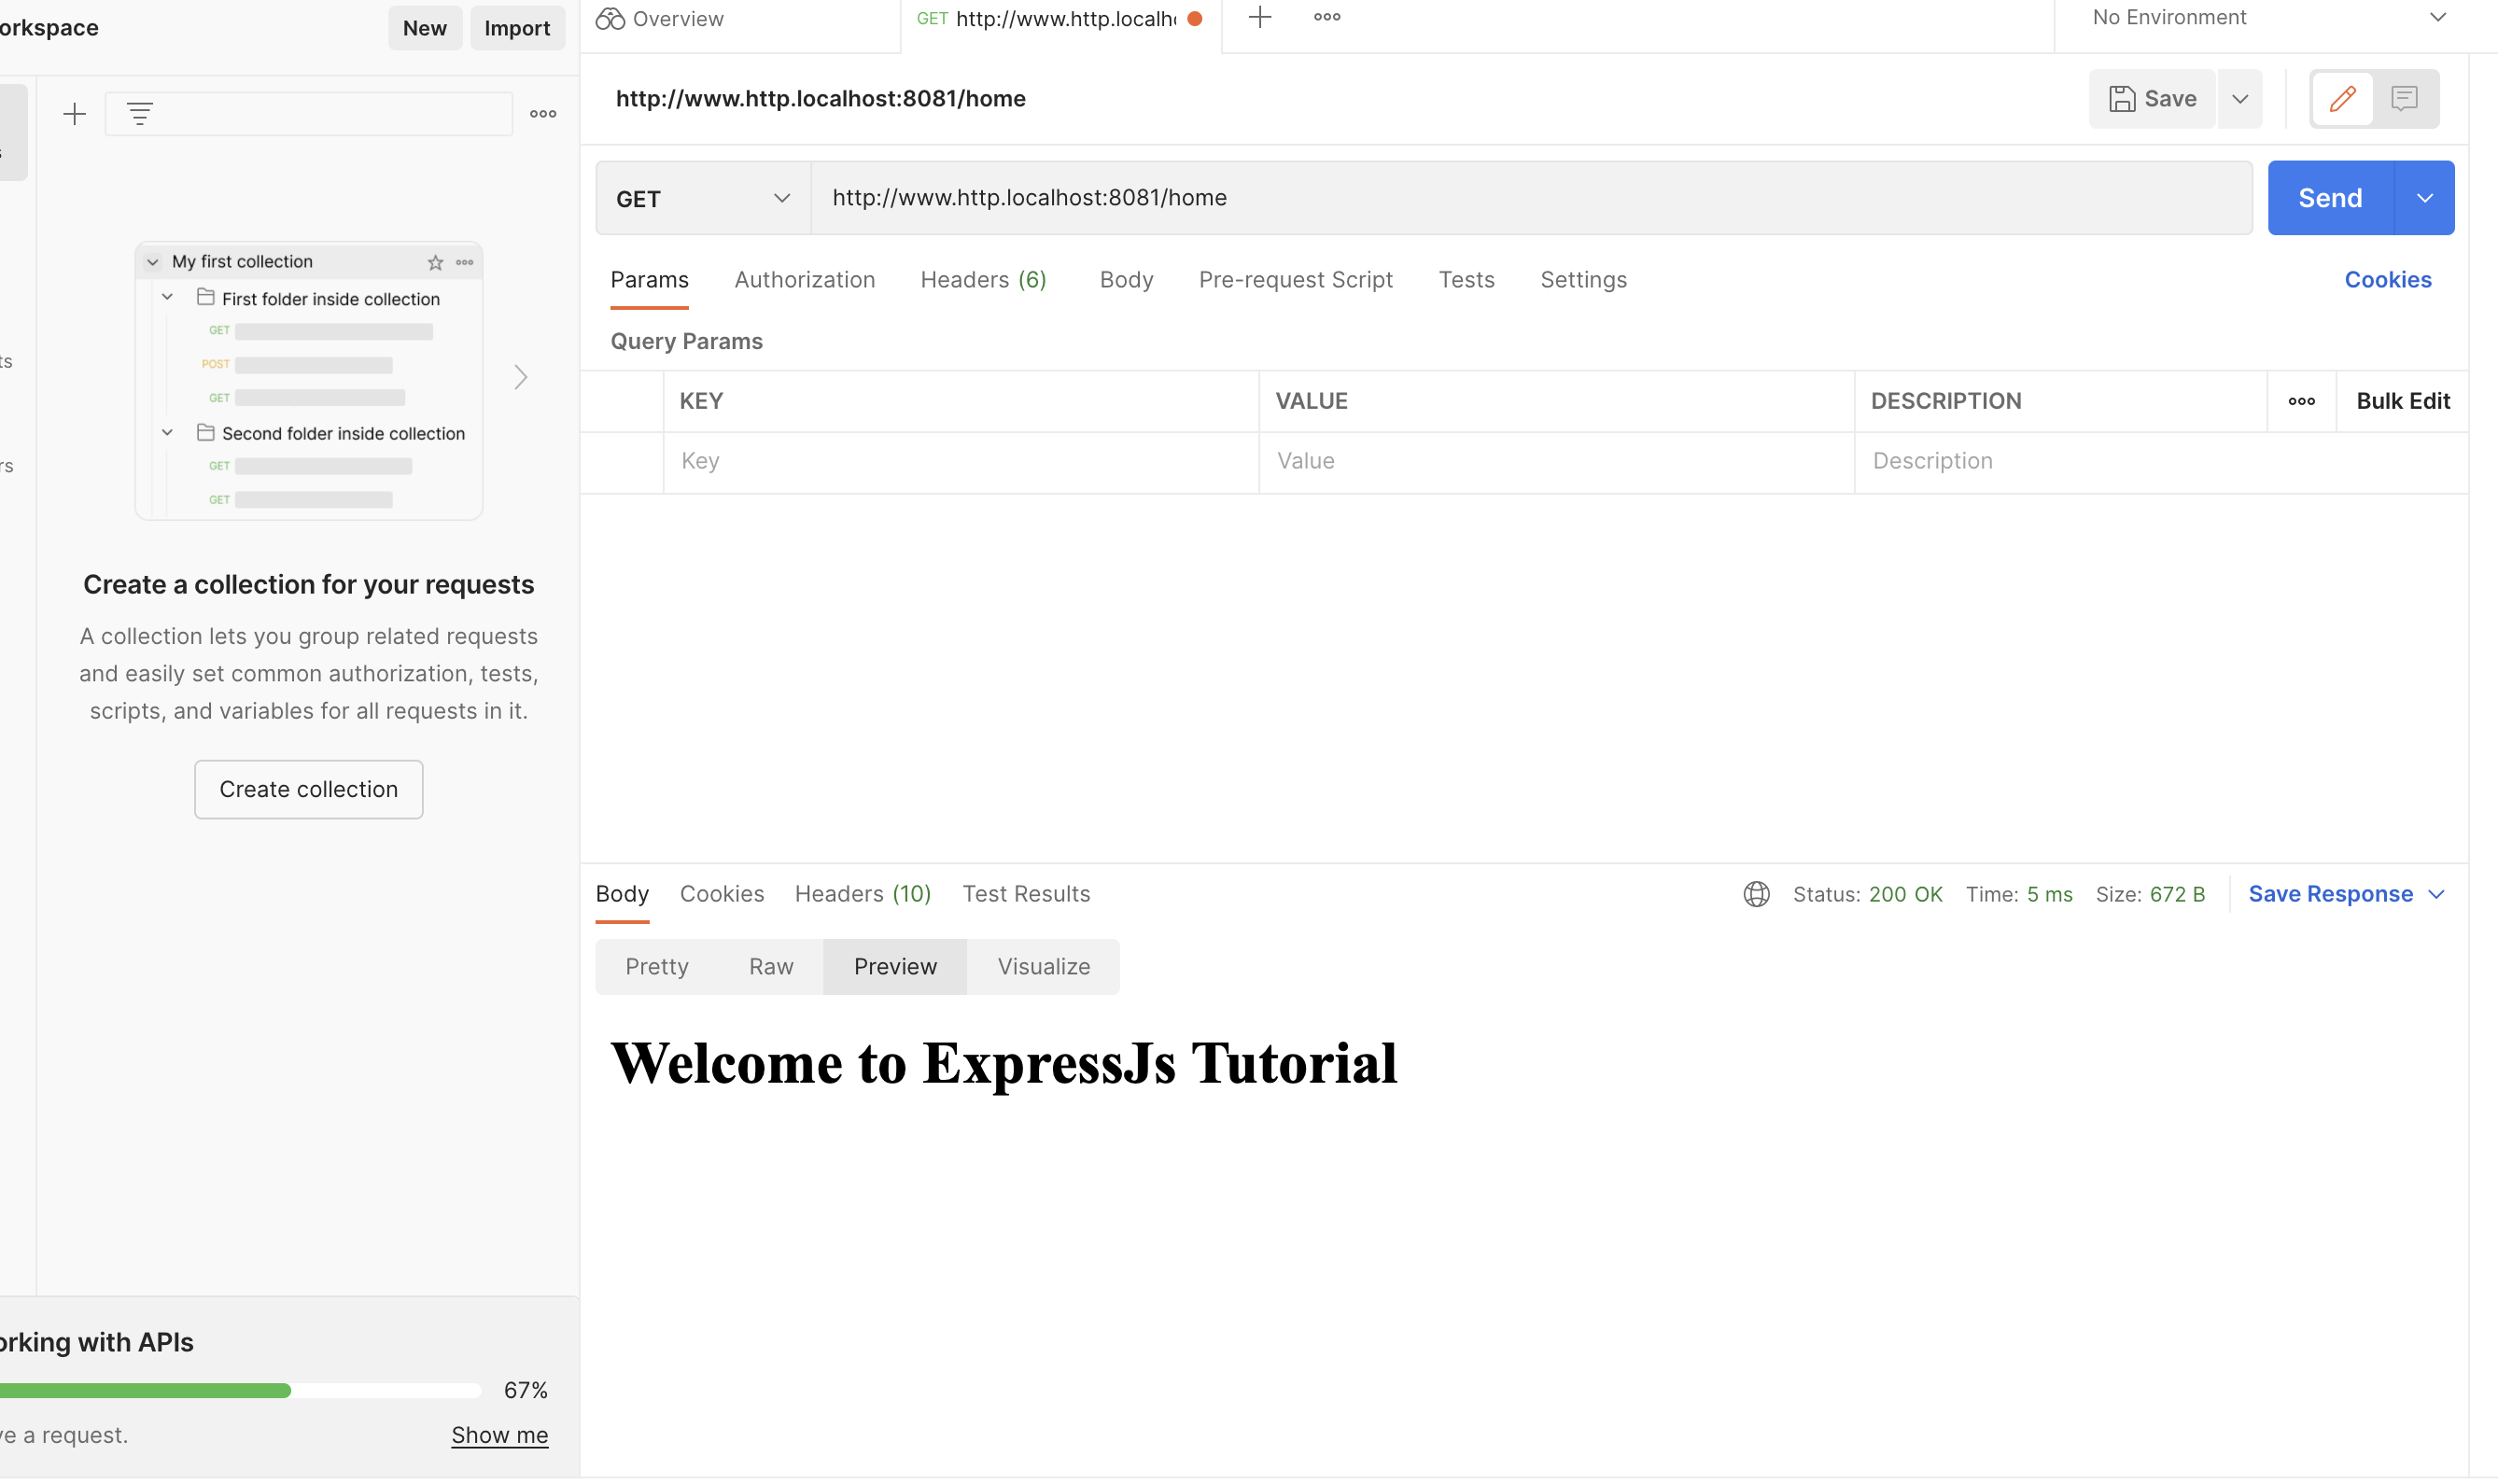 orkspace
New
Import
Overview
GET http://www.http.localh
No Environment
http://www.http.localhost:8081/home
Save
GET
http://www.http.localhost:8081/home
Send
Params
Authorization
Headers (6)
Body
Pre-request Script
Tests
Settings
Cookies
Query Params
KEY
VALUE
DESCRIPTION
Bulk Edit
Key
Value
Description
s
ts
rs
My first collection
First folder inside collection
GET
POST
GET
Second folder inside collection
GET
GET
Create a collection for your requests
A collection lets you group related requests
and easily set common authorization, tests,
scripts, and variables for all requests in it.
Create collection
Body
Cookies
Headers (10)
Test Results
Status: 200 OK
Time: 5 ms
Size: 672 B
Save Response
Pretty
Raw
Preview
Visualize
Welcome to ExpressJs Tutorial
orking with APIs
67%
ve a request.
Show me